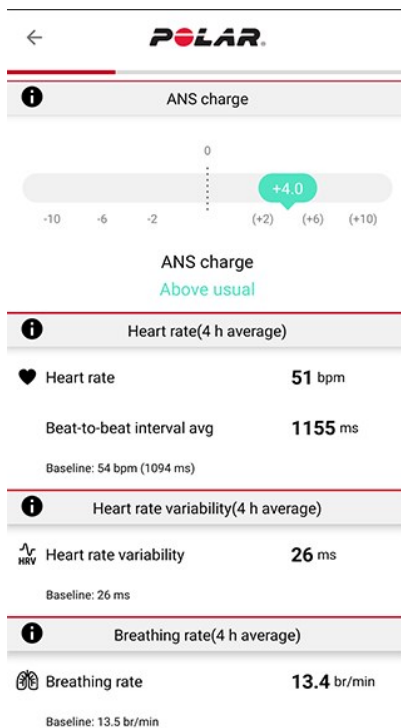 POLAR.
ANS charge
0
+4.0
-10 -6 -2 (+2) (+6) (+10)
ANS charge
Above usual
Heart rate(4 h average)
Heart rate 51 bpm
Beat-to-beat interval avg 1155 ms
Baseline: 54 bpm (1094 ms)
Heart rate variability(4 h average)
HRV Heart rate variability 26 ms
Baseline: 26 ms
Breathing rate(4 h average)
Breathing rate 13.4 br/min
Baseline: 13.5 br/min